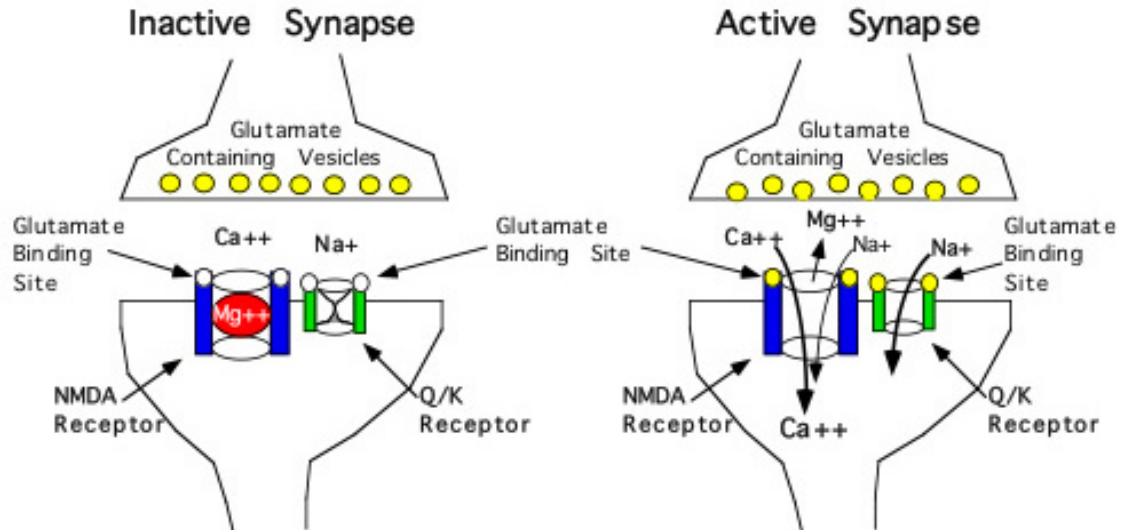 Inactive Synapse
Glutamate
Containing Vesicles
Glutamate
Binding
Site
Ca++
Na+
Mg++
NMDA
Receptor
Q/K
Receptor
Glutamate
Binding Site
Active Synapse
Glutamate
Containing Vesicles
Mg++
Ca++
Na+
Na+
Glutamate
Binding
Site
NMDA
Receptor
Ca++
Q/K
Receptor